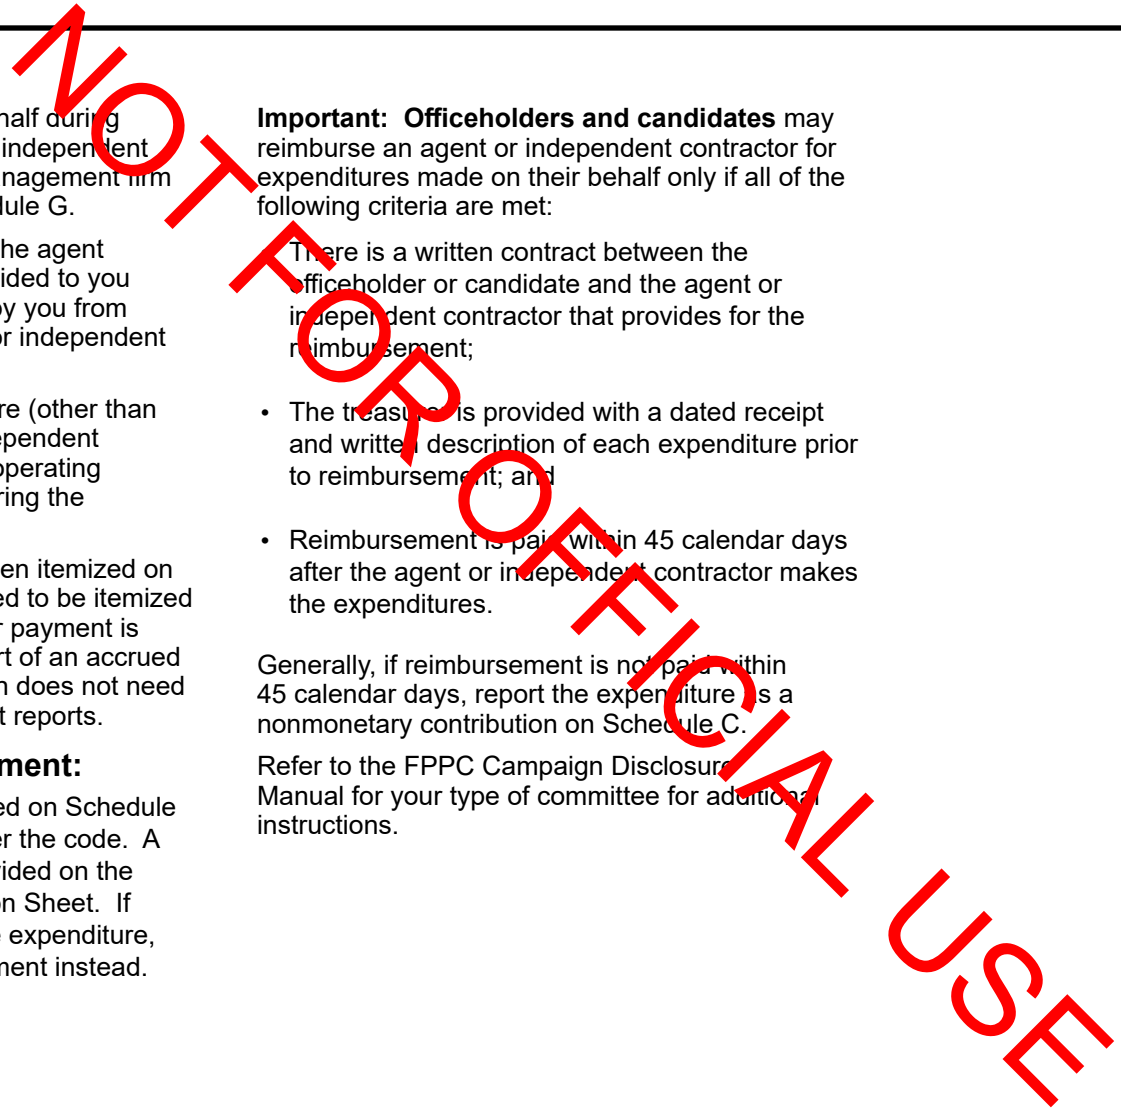 half during
independent
nagement firm
dule G.
he agent
ided to you
by you from
or independent
re (other than
ependent
operating
ring the
en itemized on
ed to be itemized
r payment is
rt of an accrued
n does not need
t reports.
ment:
ed on Schedule
er the code. A
vided on the
on Sheet. If
e expenditure,
ment instead.
Important: Officeholders and candidates may
reimburse an agent or independent contractor for
expenditures made on their behalf only if all of the
following criteria are met:
• There is a written contract between the
officeholder or candidate and the agent or
independent contractor that provides for the
reimbursement;
• The treasurer is provided with a dated receipt
and written description of each expenditure prior
to reimbursement; and
• Reimbursement is paid within 45 calendar days
after the agent or independent contractor makes
the expenditures.
Generally, if reimbursement is not paid within
45 calendar days, report the expenditure as a
nonmonetary contribution on Schedule C.
Refer to the FPPC Campaign Disclosure
Manual for your type of committee for additional
instructions.
NOT FOR OFFICIAL USE